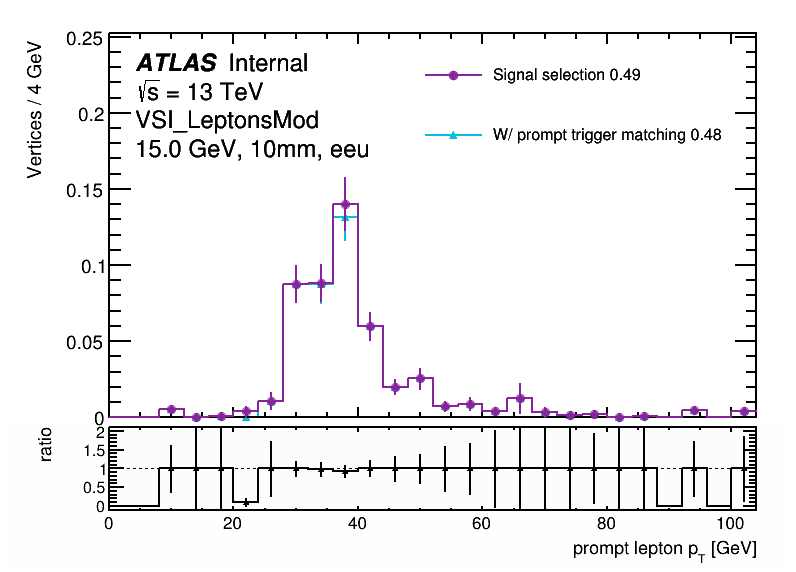 0.25
0.2
0.15
0.1
0.05
0
Vertices / 4 GeV
ATLAS Internal
√s = 13 TeV
VSI_LeptonsMod
15.0 GeV, 10mm, eeu
Signal selection 0.49
W/ prompt trigger matching 0.48
ratio
2
1.5
1
0.5
0
0 20 40 60 80 100
prompt lepton p_T [GeV]